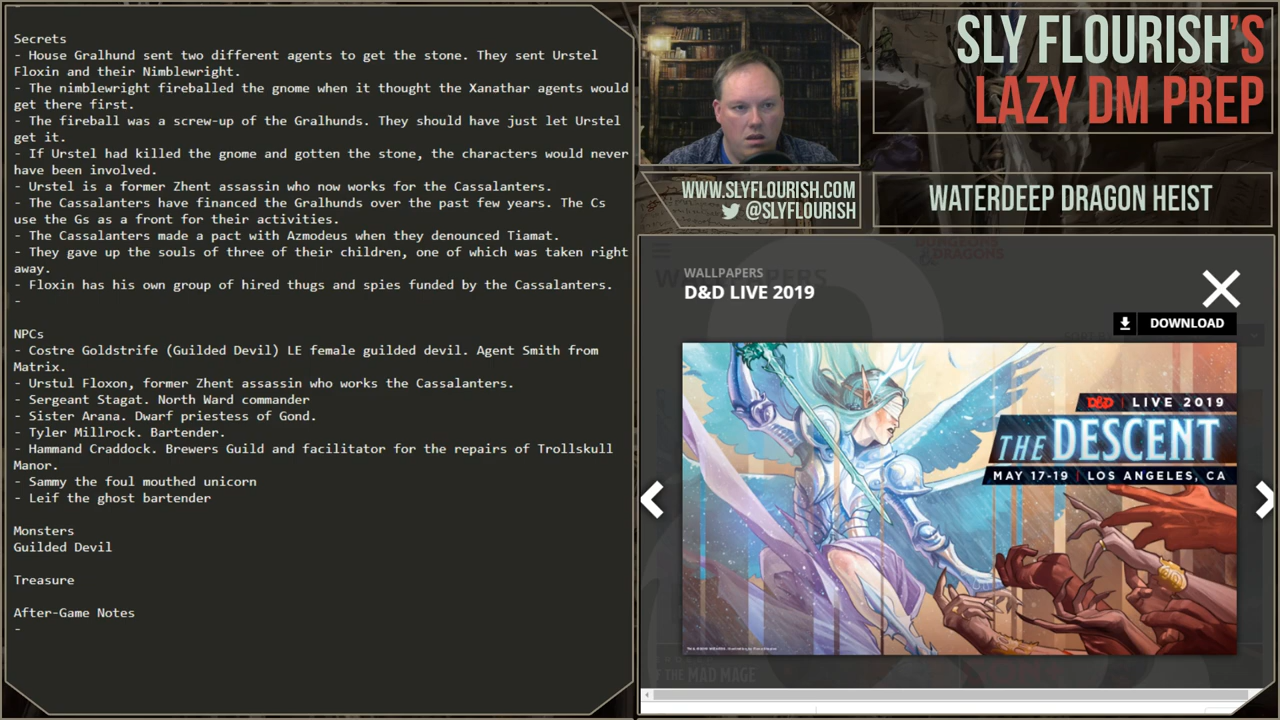 Secrets
- House Gralhund sent two different agents to get the stone. They sent Urstel
Floxin and their Nimblewright.
- The nimblewright fireballed the gnome when it thought the Xanathar agents would
get there first.
- The fireball was a screw-up of the Gralhunds. They should have just let Urstel
get it.
- If Urstel had killed the gnome and gotten the stone, the characters would never
have been involved.
- Urstel is a former Zhent assassin who now works for the Cassalanters.
- The Cassalanters have financed the Gralhunds over the past few years. The Cs
use the Gs as a front for their activities.
- The Cassalanters made a pact with Azmodeus when they denounced Tiamat.
- They gave up the souls of three of their children, one of which was taken right
away.
- Floxin has his own group of hired thugs and spies funded by the Cassalanters.
-
NPCs
- Costre Goldstrife (Guilded Devil) LE female guilded devil. Agent Smith from
Matrix.
- Urstul Floxon, former Zhent assassin who works the Cassalanters.
- Sergeant Stagat. North Ward commander
- Sister Arana. Dwarf priestess of Gond.
- Tyler Millrock. Bartender.
- Hammand Craddock. Brewers Guild and facilitator for the repairs of Trollskull
Manor.
- Sammy the foul mouthed unicorn
- Leif the ghost bartender
Monsters
Guilded Devil
Treasure
After-Game Notes
-
SLY FLOURISH'S
LAZY DM PREP
WWW.SLYFLOURISH.COM
@SLYFLOURISH
WATERDEEP DRAGON HEIST
DUNGEONS
DRAGONS
WALLPAPERS
WALLPAPERS
D&D LIVE 2019
DOWNLOAD
D&D | LIVE 2019
THE DESCENT
MAY 17-19 | LOS ANGELES, CA
F THE MAD MAGE